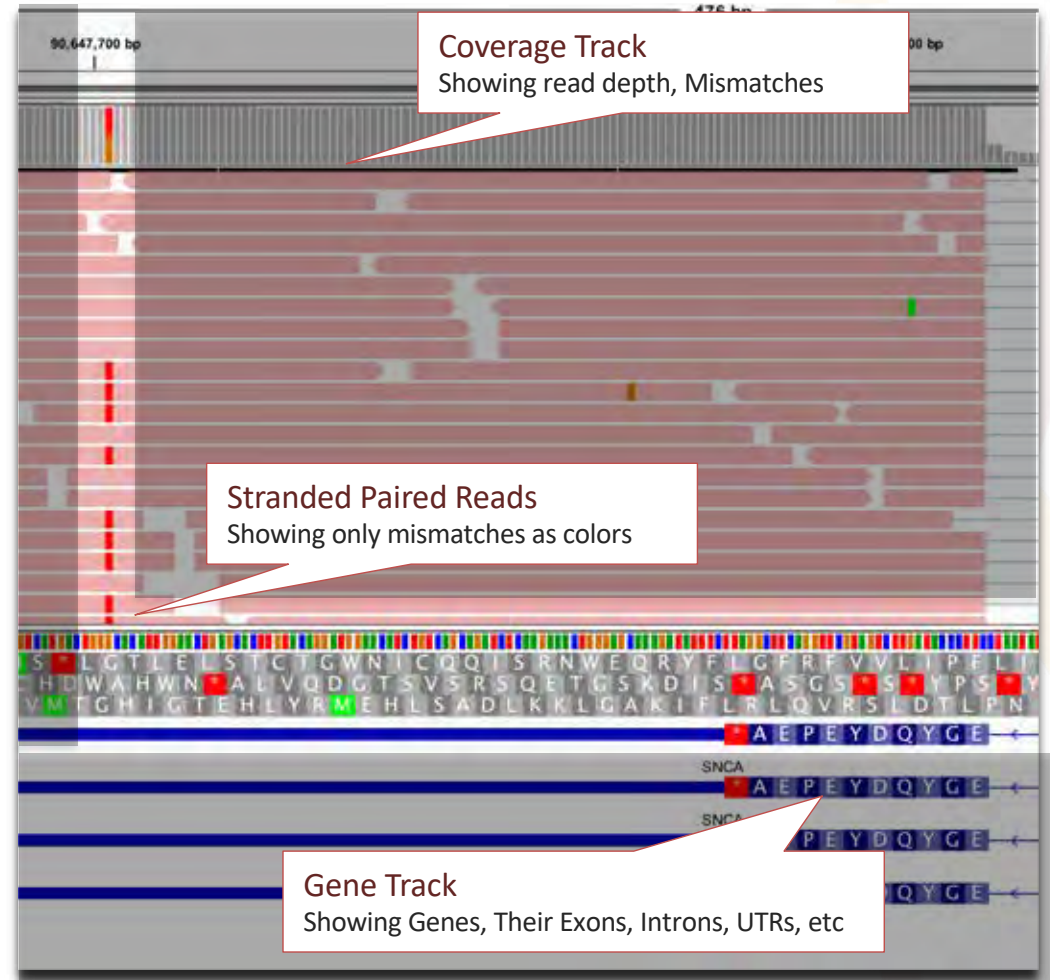 476 bp
90,647,700 bp
00 bp
Coverage Track
Showing read depth, Mismatches
Stranded Paired Reads
Showing only mismatches as colors
S * L G T L E L S T C T G W N I C Q Q I S R N W E Q R Y F L G F R F V V L I P E L I
H D W A H W N * A L V Q D G T S V S R S Q E T G S K D I S * A S G S * S * Y P S * Y
V M T G H I G T E H L Y R M E H L S A D L K K L G A K I F L R L Q V R S L D T L P N
* A E P E Y D Q Y G E
SNCA
* A E P E Y D Q Y G E
SNCA
P E Y D Q Y G E
Gene Track
Showing Genes, Their Exons, Introns, UTRs, etc
Q Y G E